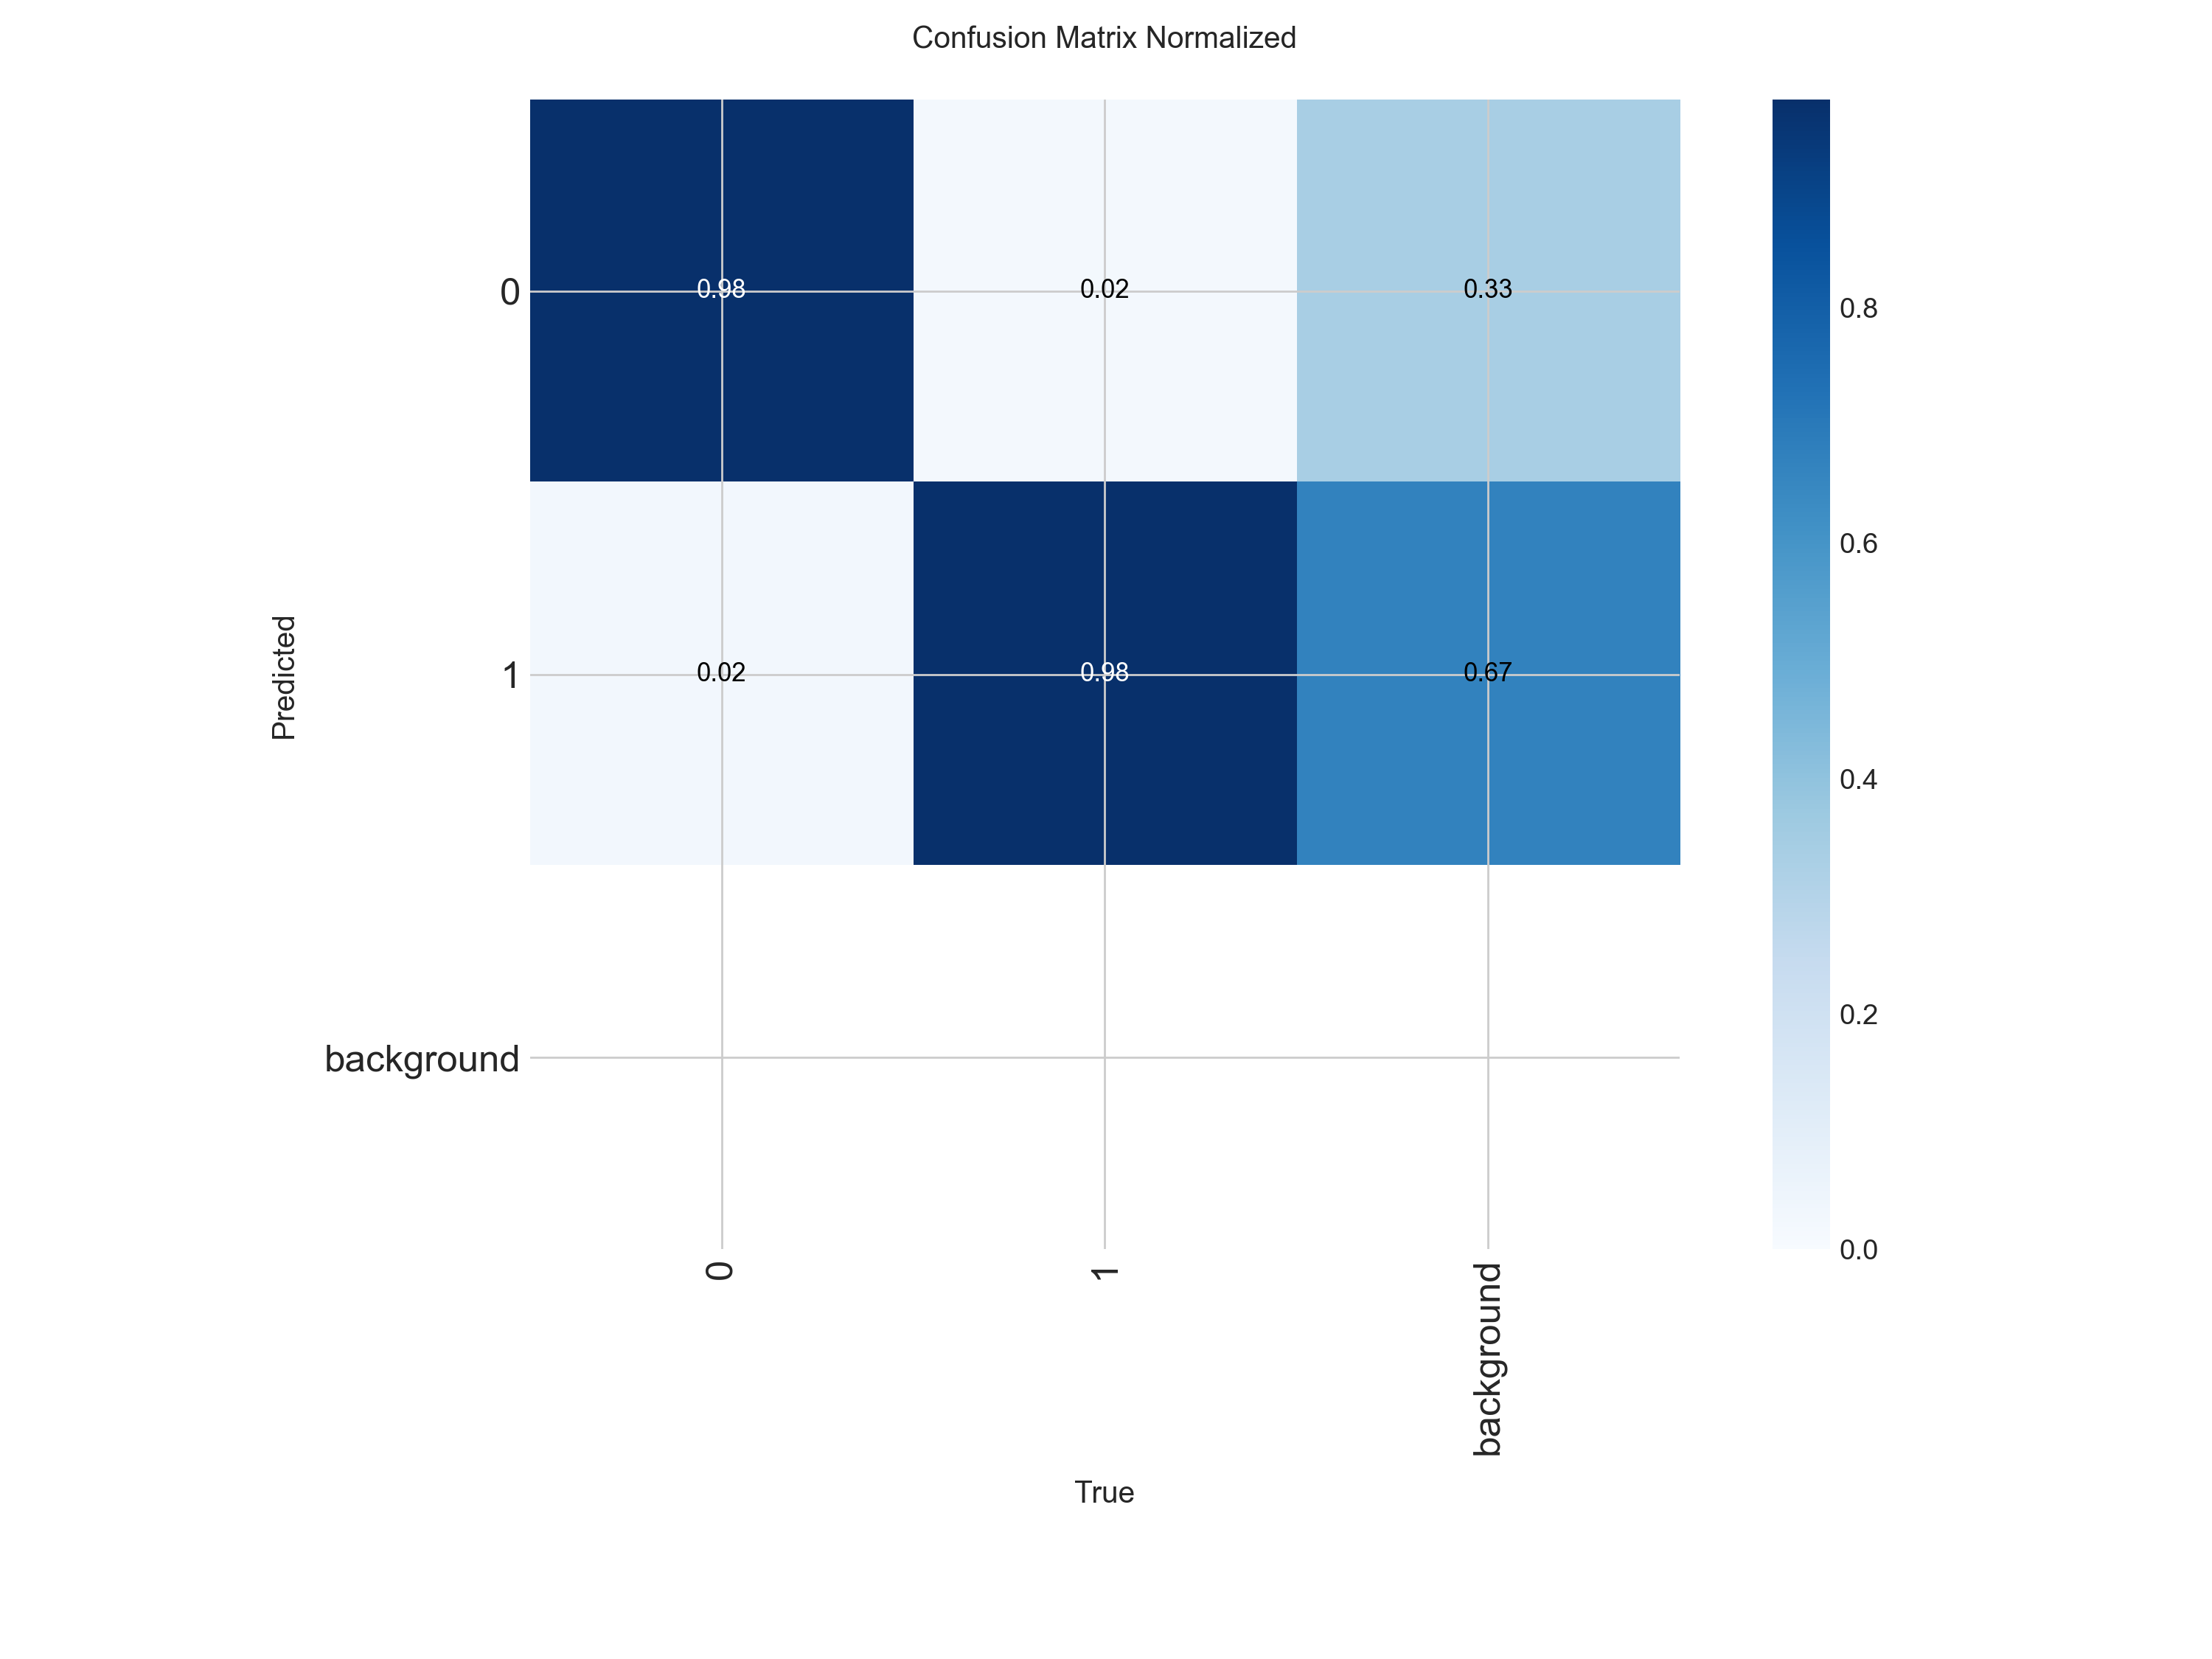 Confusion Matrix Normalized
0 0.98 0.02 0.33
1 0.02 0.98 0.67
background
Predicted
0 1 background
True
0.8
0.6
0.4
0.2
0.0